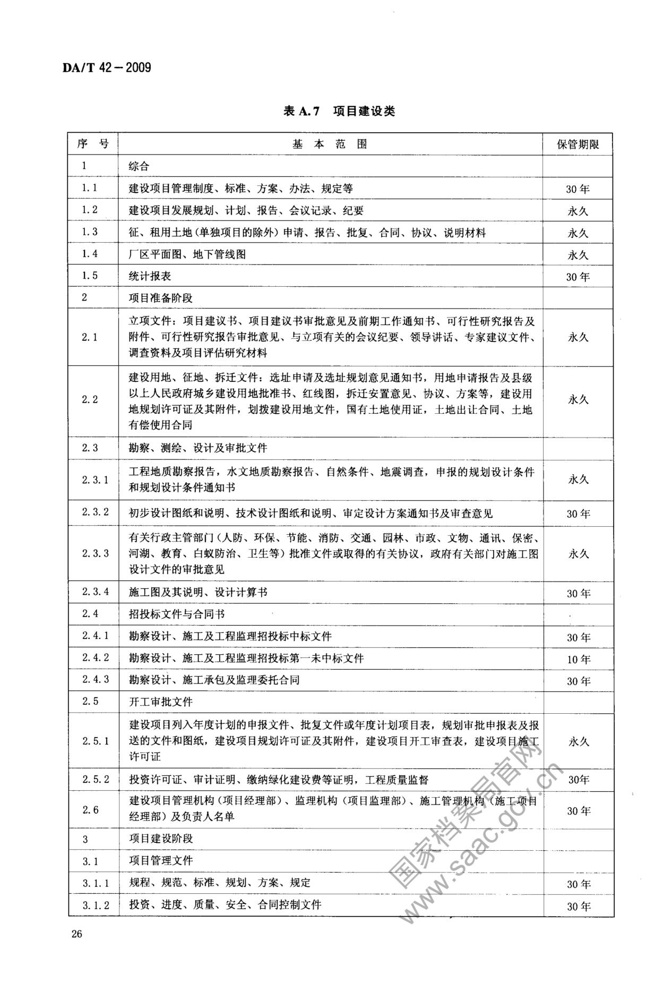 DA/T 42－2009
表 A.7 项目建设类
序 号 基 本 范 围 保管期限
1 综合
1.1 建设项目管理制度、标准、方案、办法、规定等 30 年
1.2 建设项目发展规划、计划、报告、会议记录、纪要 永久
1.3 征、租用土地（单独项目的除外）申请、报告、批复、合同、协议、说明材料 永久
1.4 厂区平面图、地下管线图 永久
1.5 统计报表 30 年
2 项目准备阶段
立项文件：项目建议书、项目建议书审批意见及前期工作通知书、可行性研究报告及
2.1 附件、可行性研究报告审批意见、与立项有关的会议纪要、领导讲话、专家建议文件、 永久
调查资料及项目评估研究材料
建设用地、征地、拆迁文件：选址申请及选址规划意见通知书，用地申请报告及县级
2.2 以上人民政府城乡建设用地批准书、红线图，拆迁安置意见、协议、方案等，建设用 永久
地规划许可证及其附件，划拨建设用地文件，国有土地使用证，土地出让合同、土地
有偿使用合同
2.3 勘察、测绘、设计及审批文件
2.3.1 工程地质勘察报告，水文地质勘察报告、自然条件、地震调查，申报的规划设计条件 永久
和规划设计条件通知书
2.3.2 初步设计图纸和说明、技术设计图纸和说明、审定设计方案通知书及审查意见 30 年
有关行政主管部门（人防、环保、节能、消防、交通、园林、市政、文物、通讯、保密、
2.3.3 河湖、教育、白蚁防治、卫生等）批准文件或取得的有关协议，政府有关部门对施工图 永久
设计文件的审批意见
2.3.4 施工图及其说明、设计计算书 30 年
2.4 招投标文件与合同书
2.4.1 勘察设计、施工及工程监理招投标中标文件 30 年
2.4.2 勘察设计、施工及工程监理招投标第一未中标文件 10 年
2.4.3 勘察设计、施工承包及监理委托合同 30 年
2.5 开工审批文件
建设项目列入年度计划的申报文件、批复文件或年度计划项目表，规划审批申报表及报
2.5.1 送的文件和图纸，建设项目规划许可证及其附件，建设项目开工审查表，建设项目施工 永久
许可证
2.5.2 投资许可证、审计证明、缴纳绿化建设费等证明，工程质量监督 30年
2.6 建设项目管理机构（项目经理部）、监理机构（项目监理部）、施工管理机构（施工项目 30 年
经理部）及负责人名单
3 项目建设阶段
3.1 项目管理文件
3.1.1 规程、规范、标准、规划、方案、规定 30 年
3.1.2 投资、进度、质量、安全、合同控制文件 30 年
国家档案局官网
www.saac.gov.cn
26